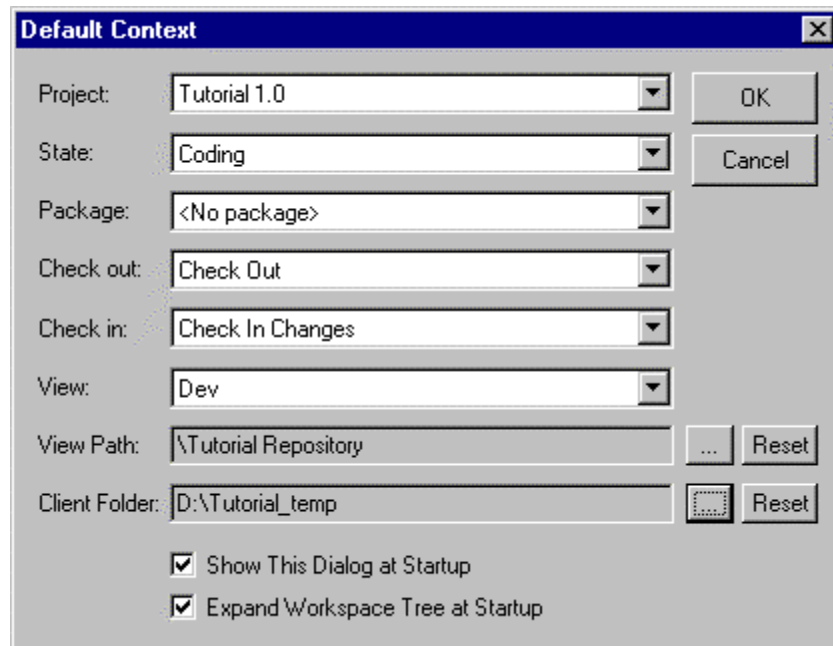 Default Context
Project: Tutorial 1.0 OK
State: Coding Cancel
Package: <No package>
Check out: Check Out
Check in: Check In Changes
View: Dev
View Path: \Tutorial Repository ... Reset
Client Folder: D:\Tutorial_temp ... Reset
Show This Dialog at Startup
Expand Workspace Tree at Startup